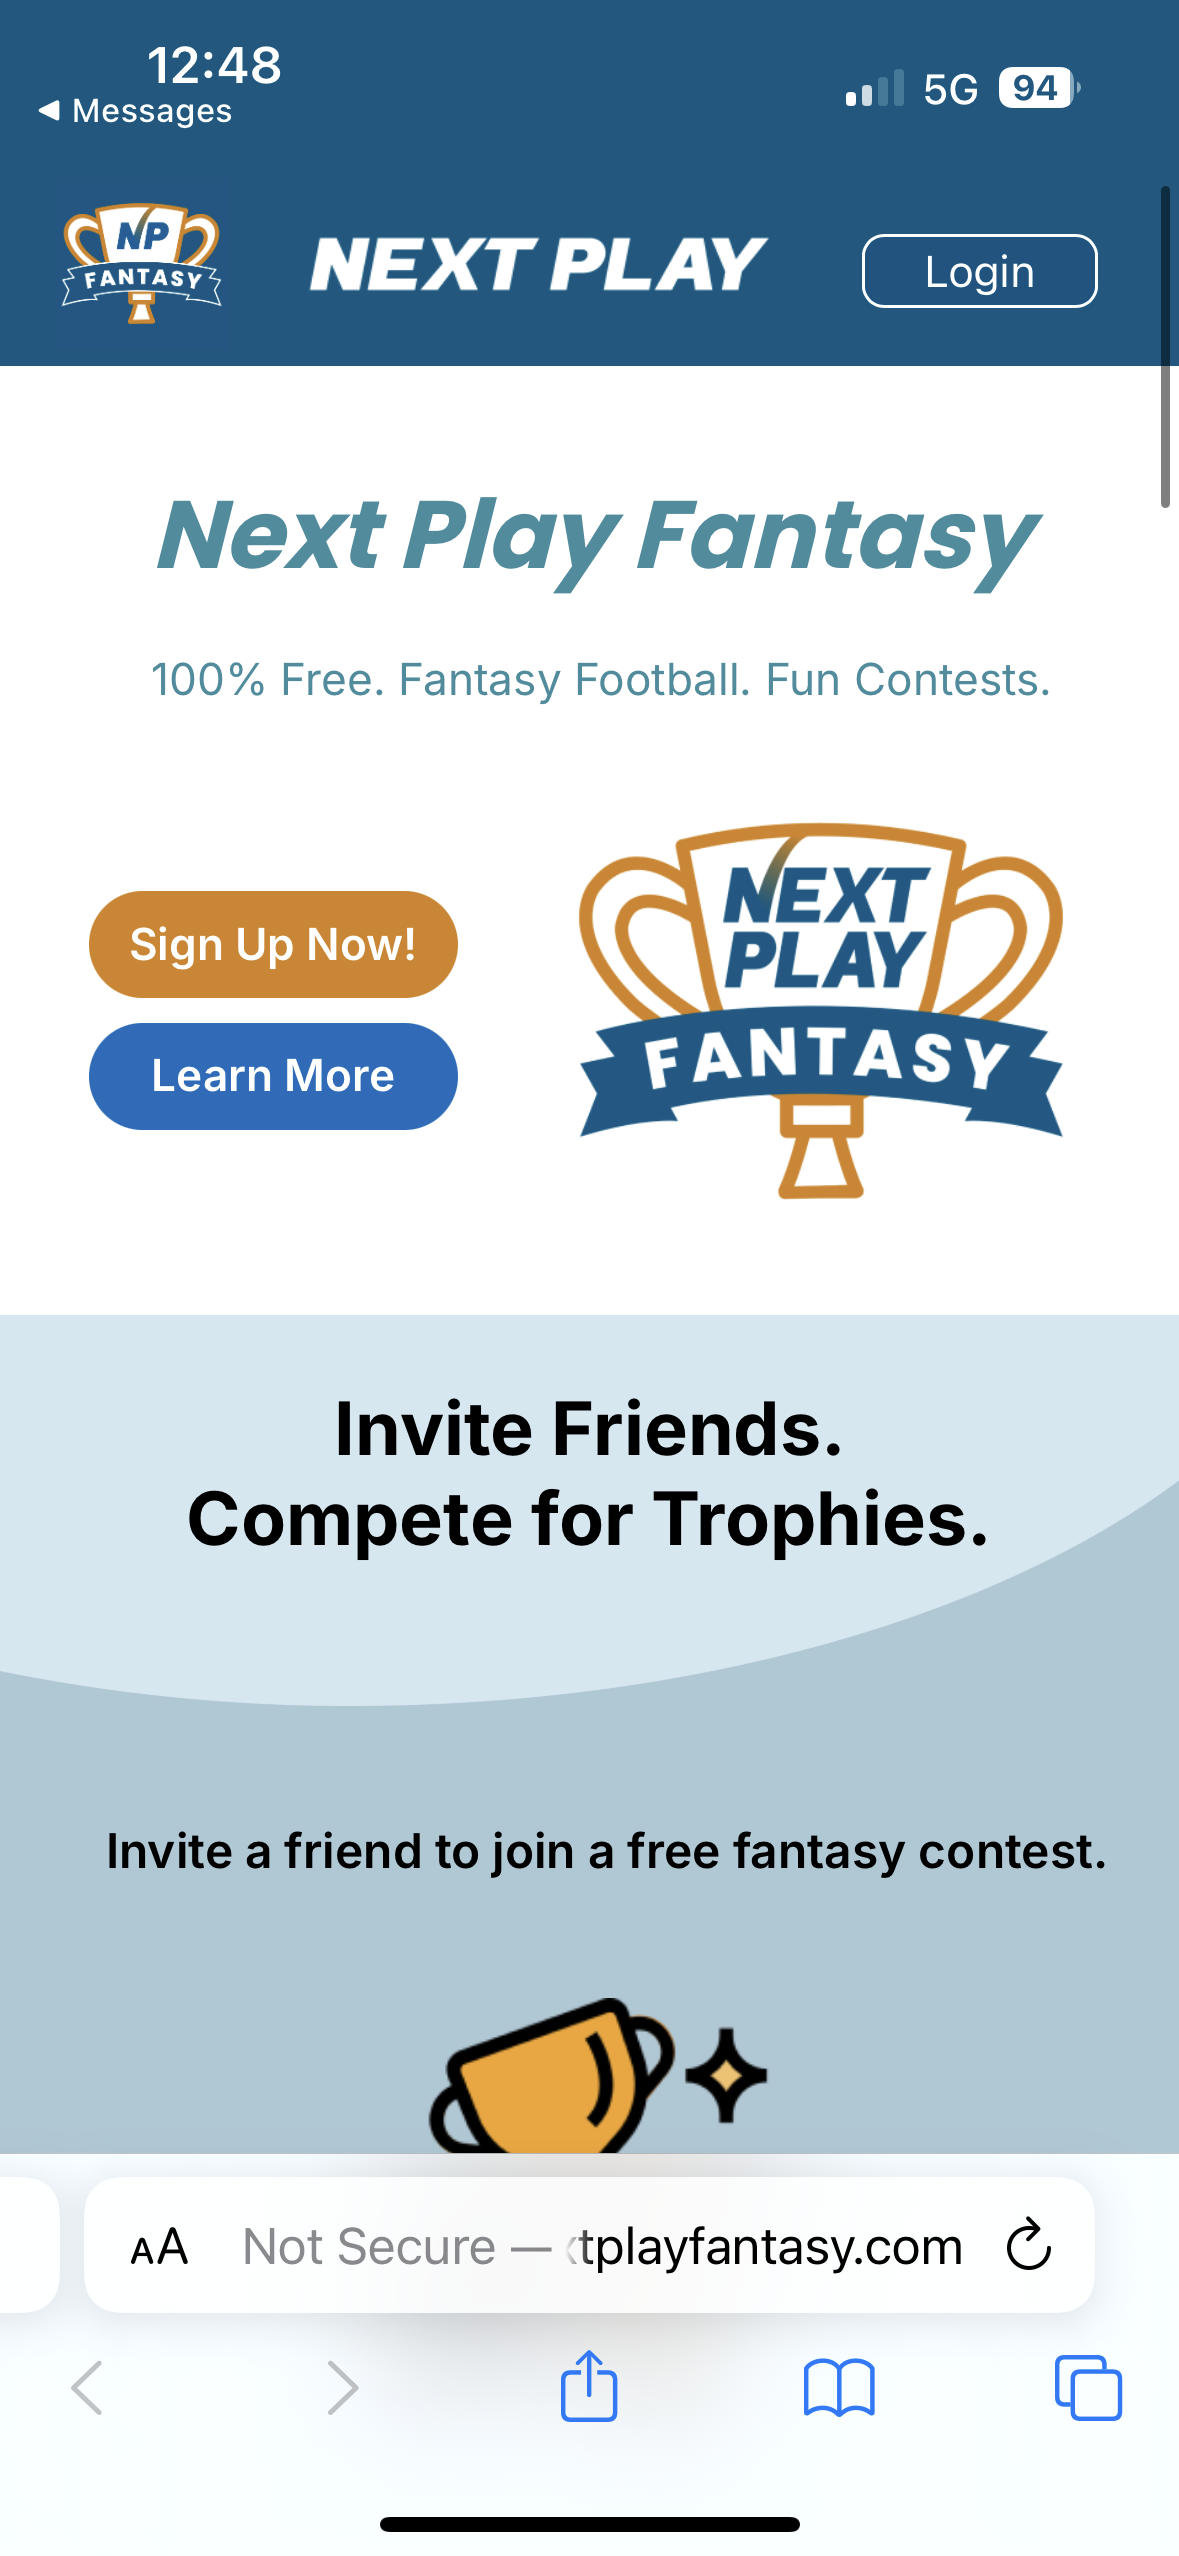 12:48
Messages
5G
94
NP
FANTASY
NEXT PLAY
Login
Next Play Fantasy
100% Free. Fantasy Football. Fun Contests.
Sign Up Now!
Learn More
NEXT
PLAY
FANTASY
Invite Friends.
Compete for Trophies.
Invite a friend to join a free fantasy contest.
AA
Not Secure — xtplayfantasy.com